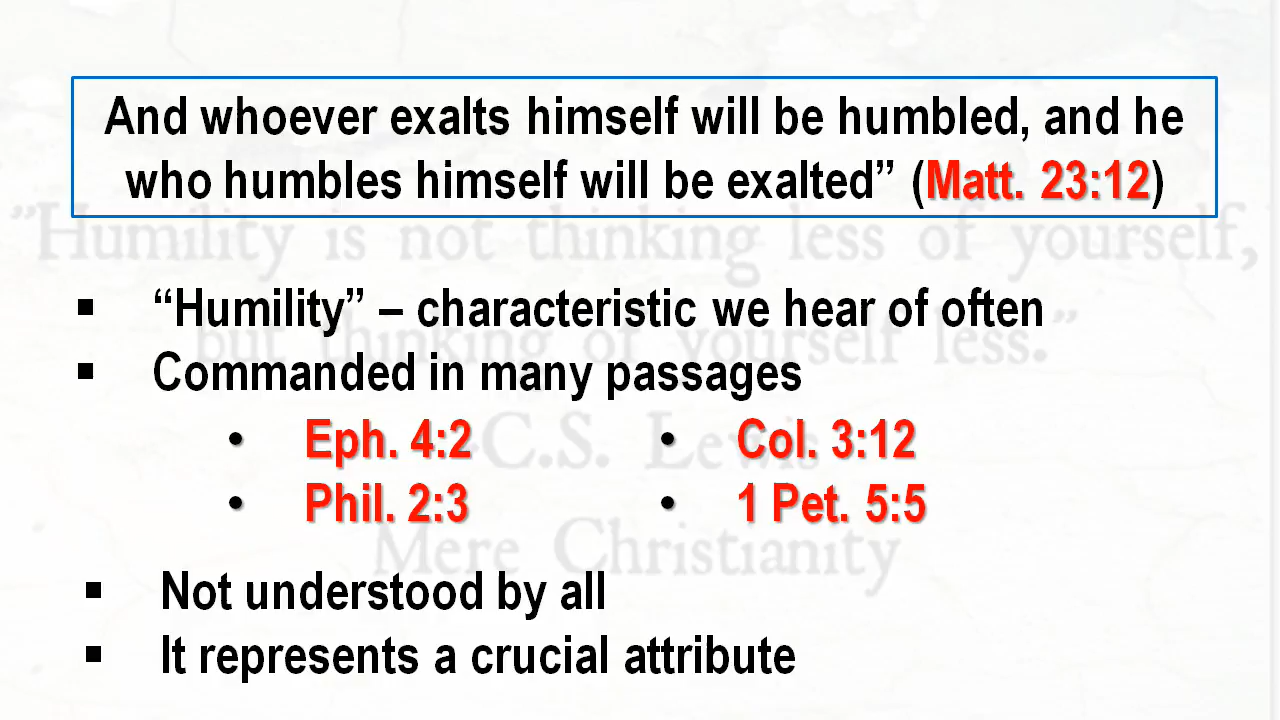 And whoever exalts himself will be humbled, and he
who humbles himself will be exalted” (Matt. 23:12)
”Humility is not thinking less of yourself,
▪ “Humility” – characteristic we hear of often
but thinking of yourself less.”
▪ Commanded in many passages
• Eph. 4:2 • Col. 3:12
-C.S. Lewis
• Phil. 2:3 • 1 Pet. 5:5
Mere Christianity
▪ Not understood by all
▪ It represents a crucial attribute